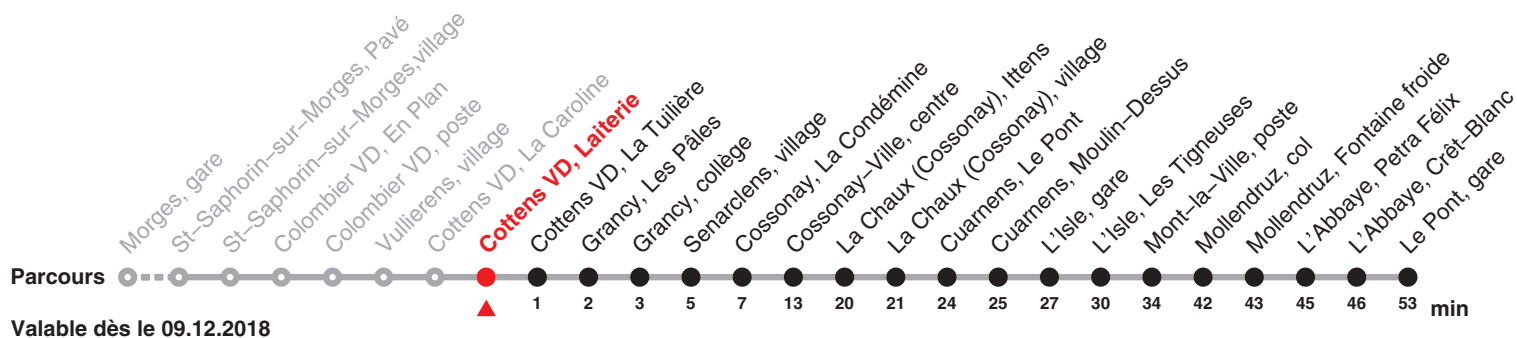 Morges, gare
St–Saphorin–sur–Morges, Pavé
St–Saphorin–sur–Morges,village
Colombier VD, En Plan
Colombier VD, poste
Vullierens, village
Cottens VD, La Caroline
Cottens VD, Laiterie
Cottens VD, La Tuilière
Grancy, Les Pâles
Grancy, collège
Senarclens, village
Cossonay, La Condémine
Cossonay–Ville, centre
La Chaux (Cossonay), Ittens
La Chaux (Cossonay), village
Cuarnens, Le Pont
Cuarnens, Moulin–Dessus
L'Isle, gare
L'Isle, Les Tigneuses
Mont–la–Ville, poste
Mollendruz, col
Mollendruz, Fontaine froide
L'Abbaye, Petra Félix
L'Abbaye, Crêt–Blanc
Le Pont, gare
Parcours
1 2 3 5 7 13 20 21 24 25 27 30 34 42 43 45 46 53 min
Valable dès le 09.12.2018